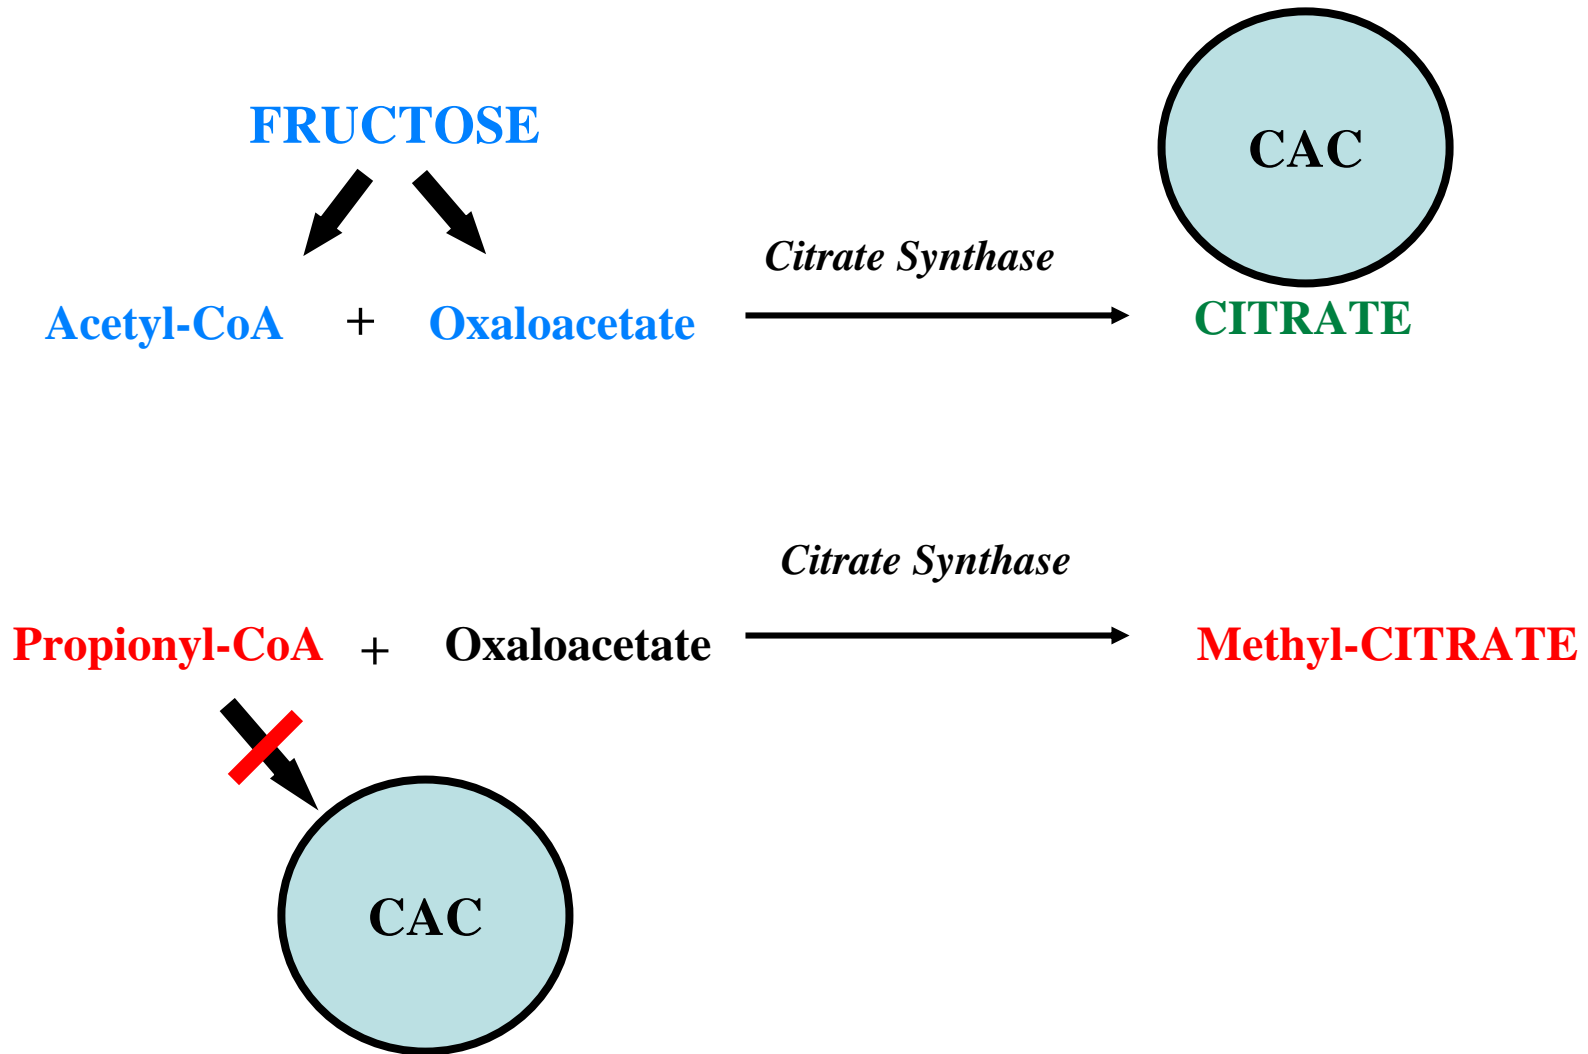 FRUCTOSE
CAC
Citrate Synthase
Acetyl-CoA + Oxaloacetate
CITRATE
Citrate Synthase
Propionyl-CoA + Oxaloacetate
Methyl-CITRATE
CAC